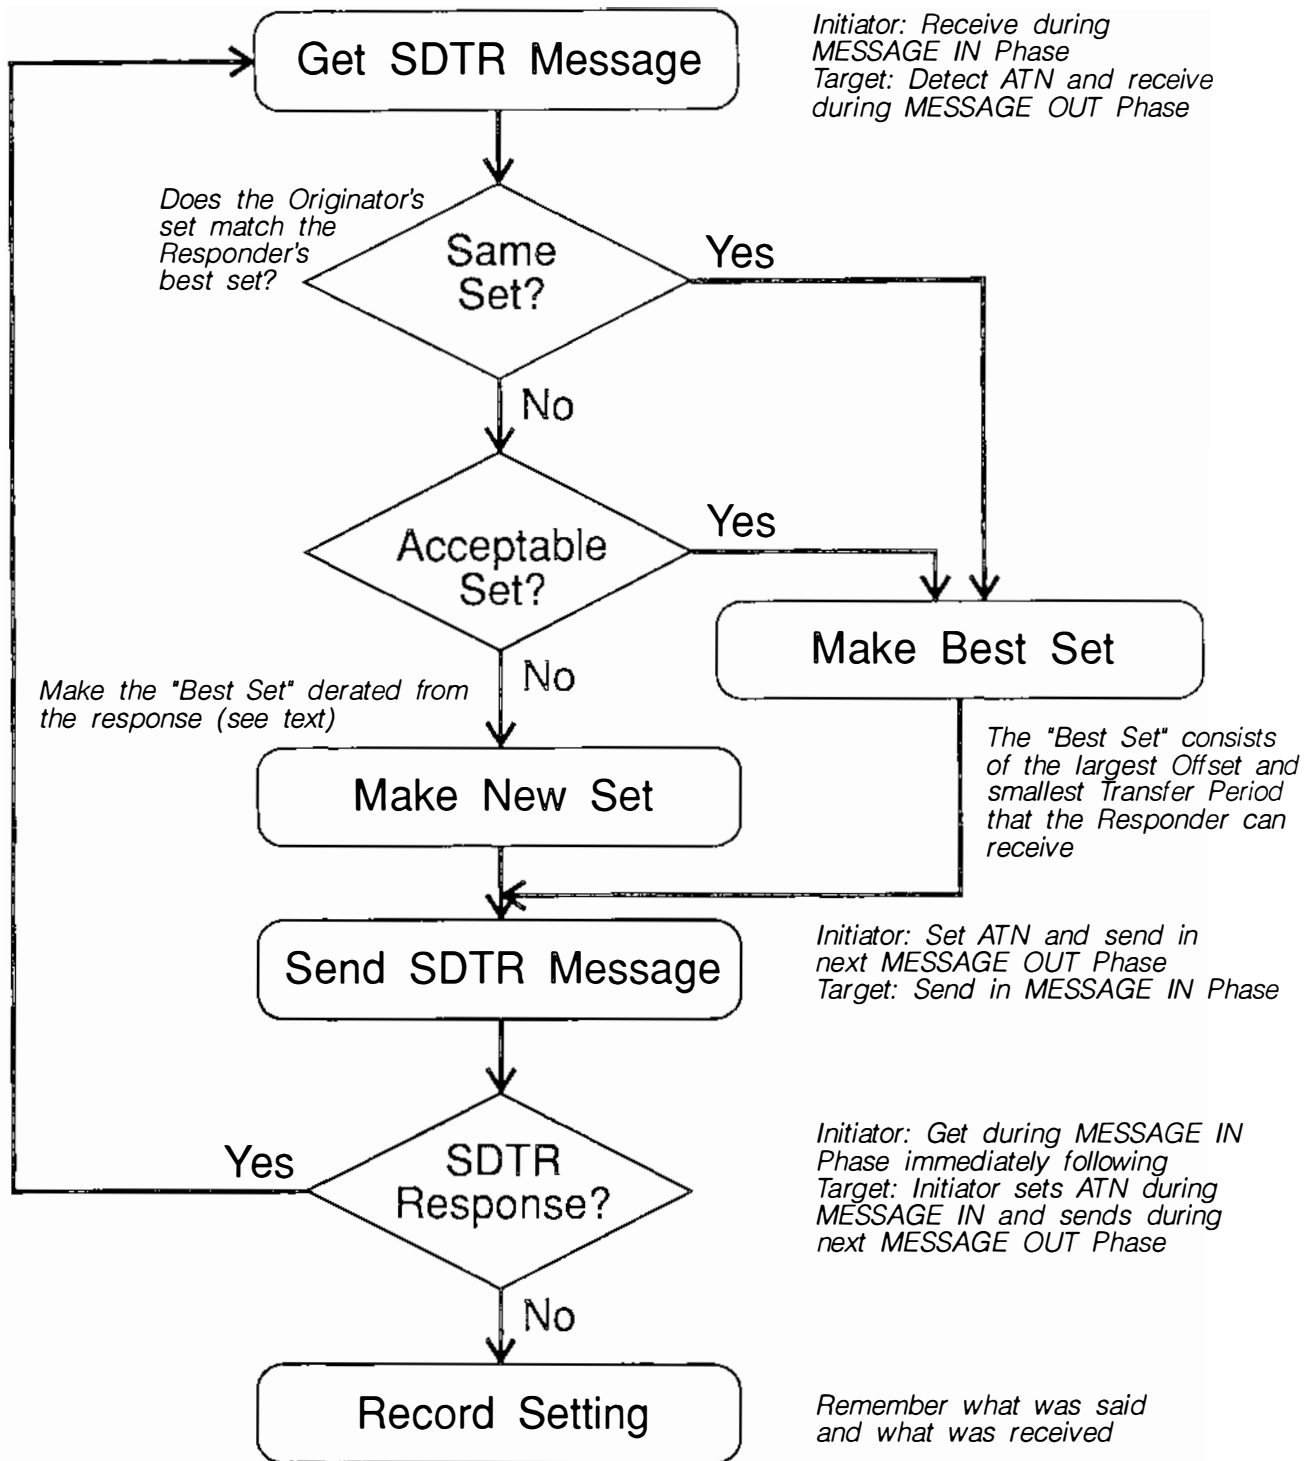 Get SDTR Message
Initiator: Receive during
MESSAGE IN Phase
Target: Detect ATN and receive
during MESSAGE OUT Phase
Does the Originator's
set match the
Responder's
best set?
Same
Set?
Yes
No
Acceptable
Set?
Yes
No
Make Best Set
Make the "Best Set" derated from
the response (see text)
The "Best Set" consists
of the largest Offset and
smallest Transfer Period
that the Responder can
receive
Make New Set
Send SDTR Message
Initiator: Set ATN and send in
next MESSAGE OUT Phase
Target: Send in MESSAGE IN Phase
SDTR
Response?
Yes
No
Initiator: Get during MESSAGE IN
Phase immediately following
Target: Initiator sets ATN during
MESSAGE IN and sends during
next MESSAGE OUT Phase
Record Setting
Remember what was said
and what was received